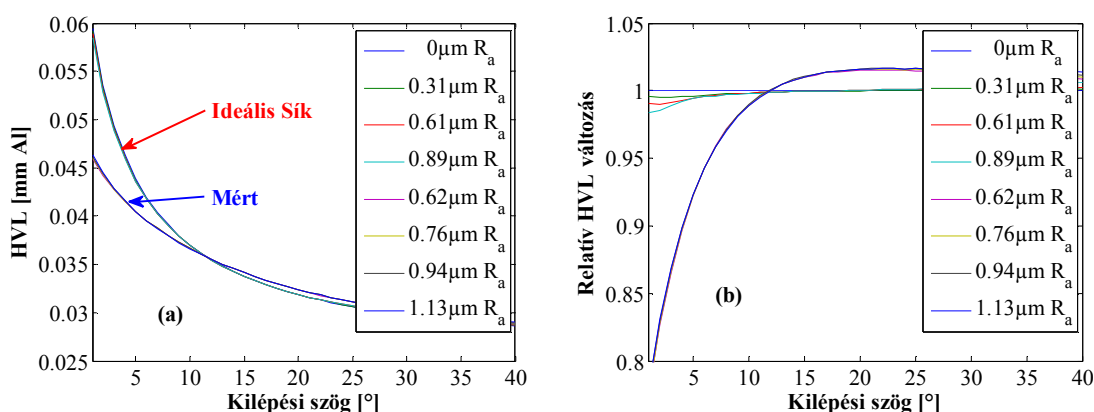 0.06
0.055
0.05
0.045
0.04
0.035
0.03
0.025
HVL [mm Al]
Ideális Sík
Mért
(a)
0µm Ra
0.31µm Ra
0.61µm Ra
0.89µm Ra
0.62µm Ra
0.76µm Ra
0.94µm Ra
1.13µm Ra
5 10 15 20 25 30 35 40
Kilépési szög [°]
1.05
1
0.95
0.9
0.85
0.8
Relatív HVL változás
(b)
0µm Ra
0.31µm Ra
0.61µm Ra
0.89µm Ra
0.62µm Ra
0.76µm Ra
0.94µm Ra
1.13µm Ra
5 10 15 20 25 30 35 40
Kilépési szög [°]